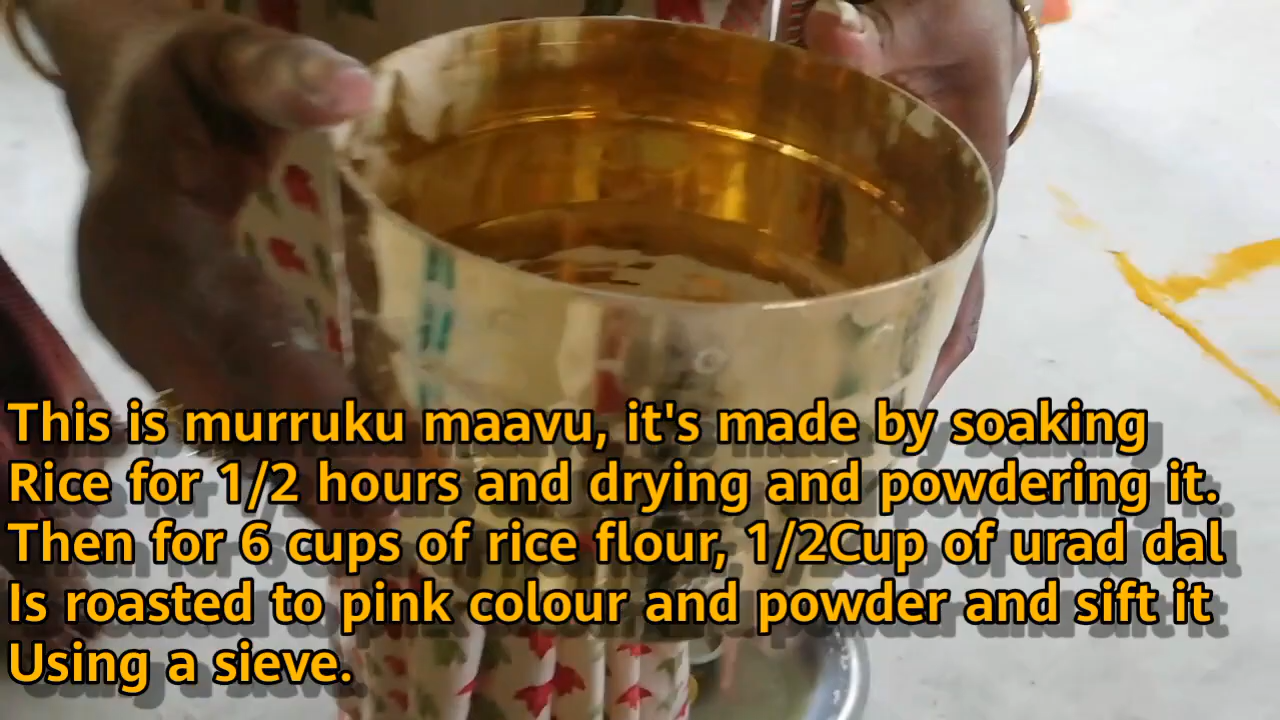 This is murruku maavu, it's made by soaking
Rice for 1/2 hours and drying and powdering it.
Then for 6 cups of rice flour, 1/2Cup of urad dal
Is roasted to pink colour and powder and sift it
Using a sieve.